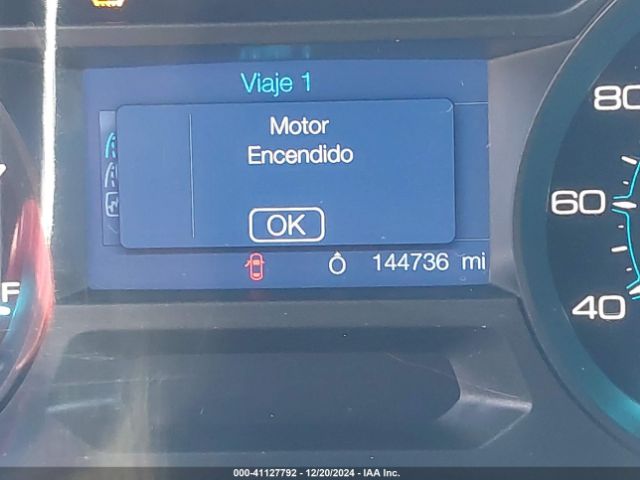 Viaje 1
Motor
Encendido
OK
144736 mi
F
80
60
40
000-41127792 - 12/20/2024 - IAA Inc.